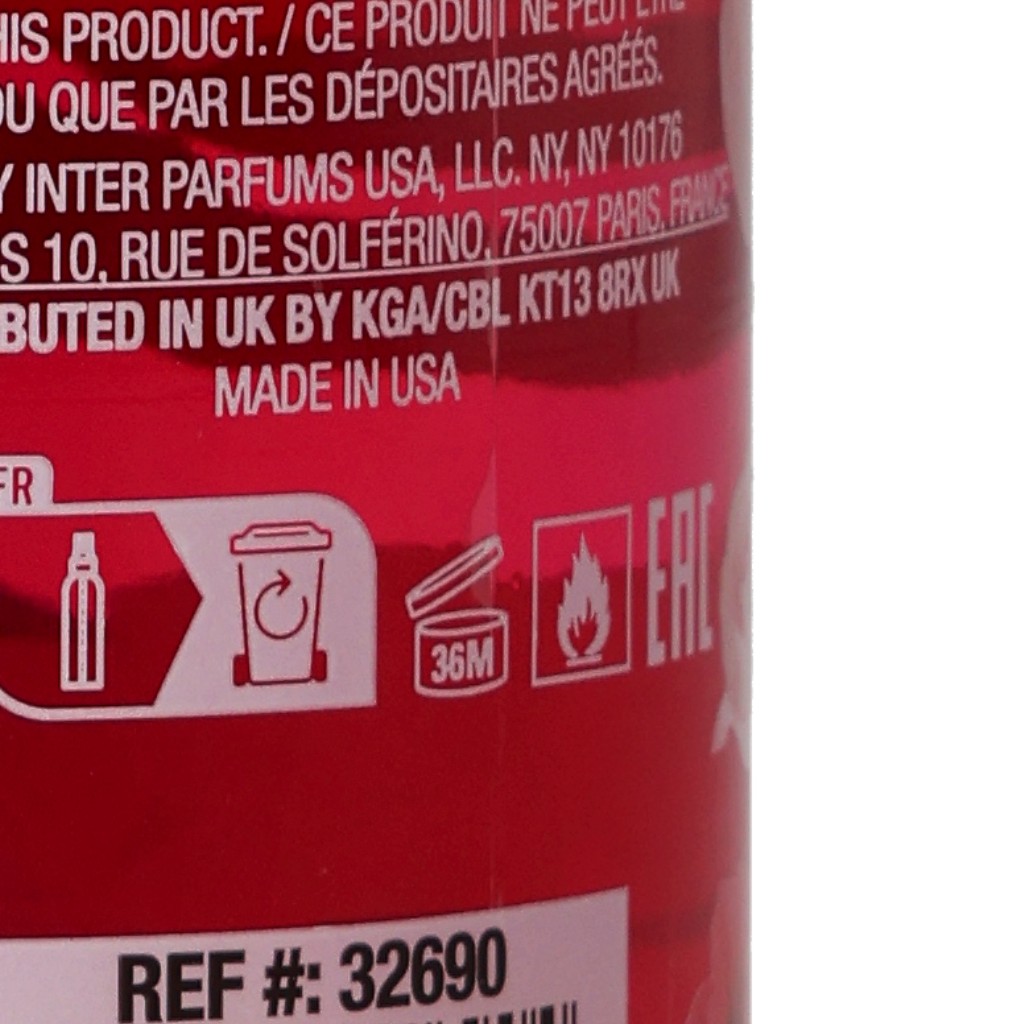 THIS PRODUCT. / CE PRODUIT NE PEUT ÊTRE
OU QUE PAR LES DÉPOSITAIRES AGRÉÉS.
Y INTER PARFUMS USA, LLC. NY, NY 10176
S 10, RUE DE SOLFÉRINO, 75007 PARIS, FRANCE
BUTED IN UK BY KGA/CBL KT13 8RX UK
MADE IN USA
FR
36M
EAC
REF #: 32690